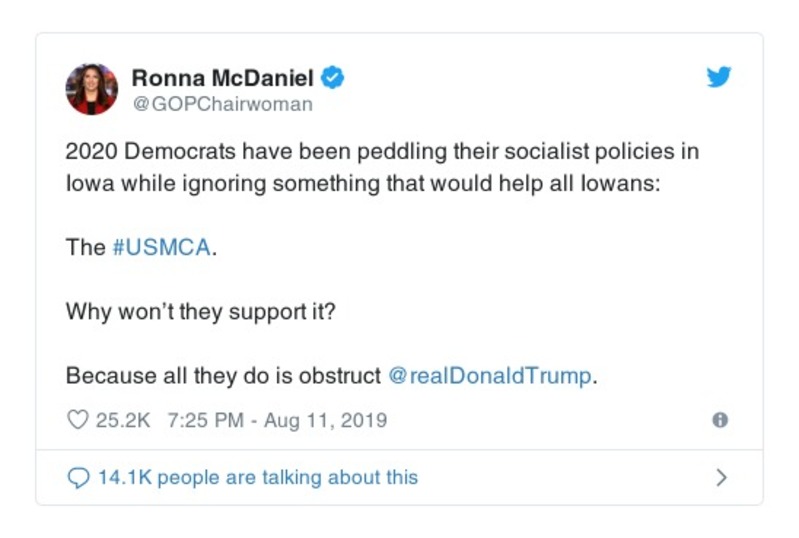 Ronna McDaniel
@GOPChairwoman
2020 Democrats have been peddling their socialist policies in
Iowa while ignoring something that would help all Iowans:
The #USMCA.
Why won’t they support it?
Because all they do is obstruct @realDonaldTrump.
25.2K 7:25 PM - Aug 11, 2019
14.1K people are talking about this